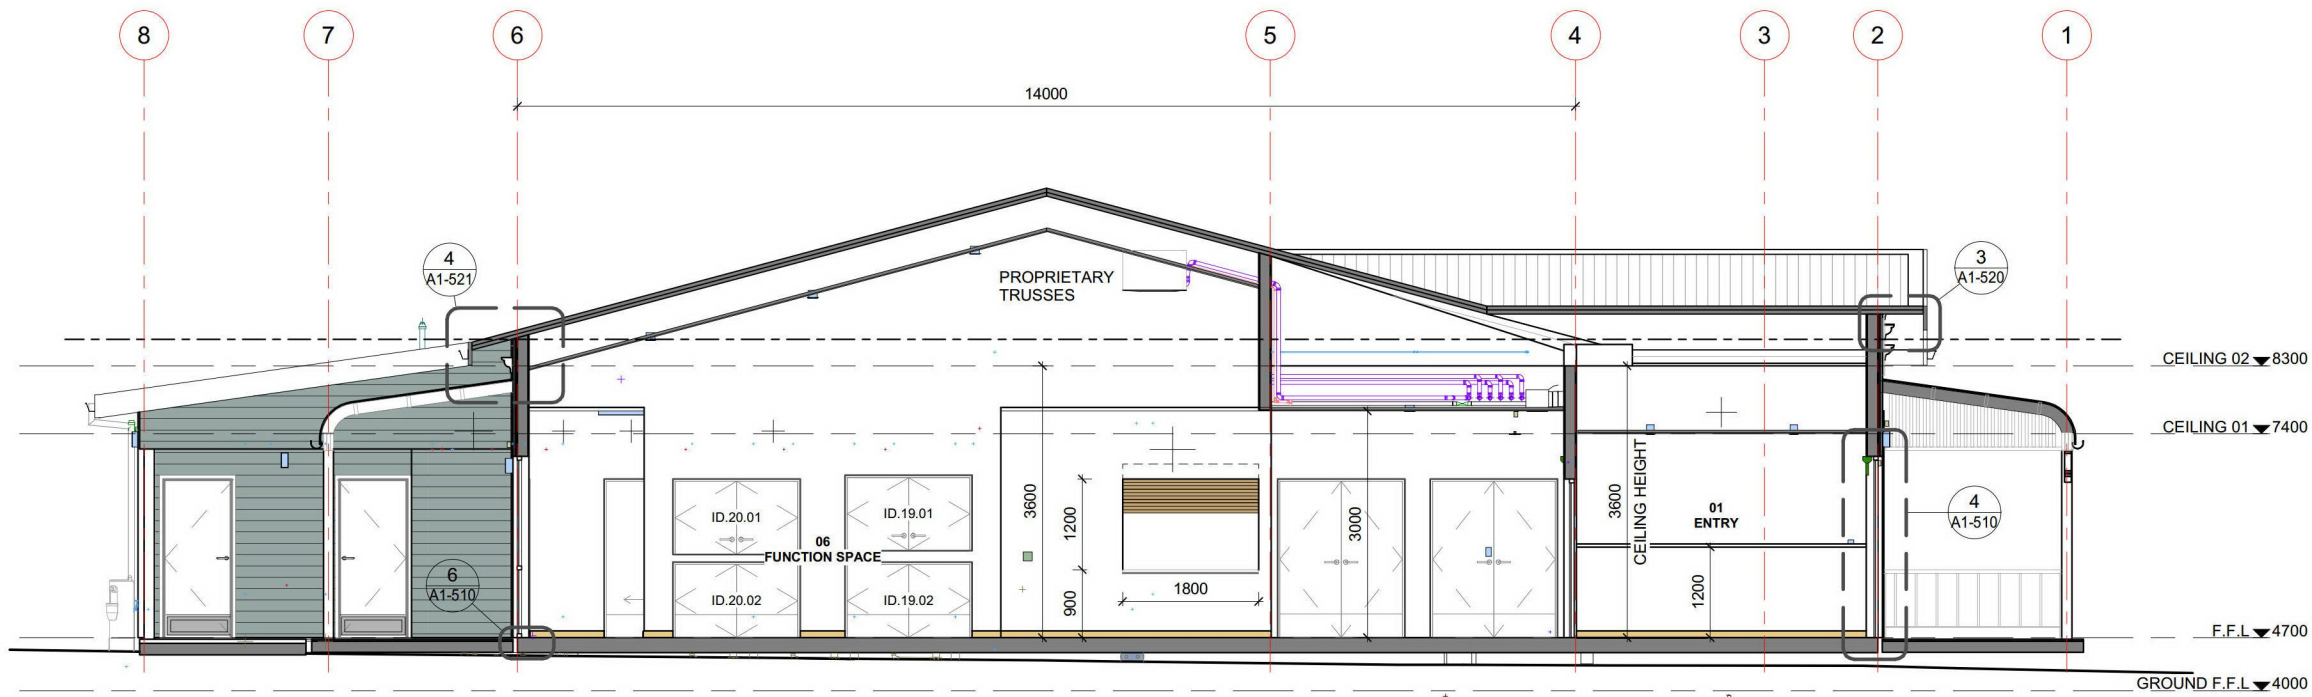 8
7
6
5
4
3
2
1
14000
4
A1-521
PROPRIETARY
TRUSSES
3
A1-520
CEILING 02 8300
CEILING 01 7400
3600
1200
900
1800
3000
3600
CEILING HEIGHT
01
ENTRY
1200
4
A1-510
ID.20.01
ID.19.01
06
FUNCTION SPACE
ID.20.02
ID.19.02
6
A1-510
F.F.L 4700
GROUND F.F.L 4000